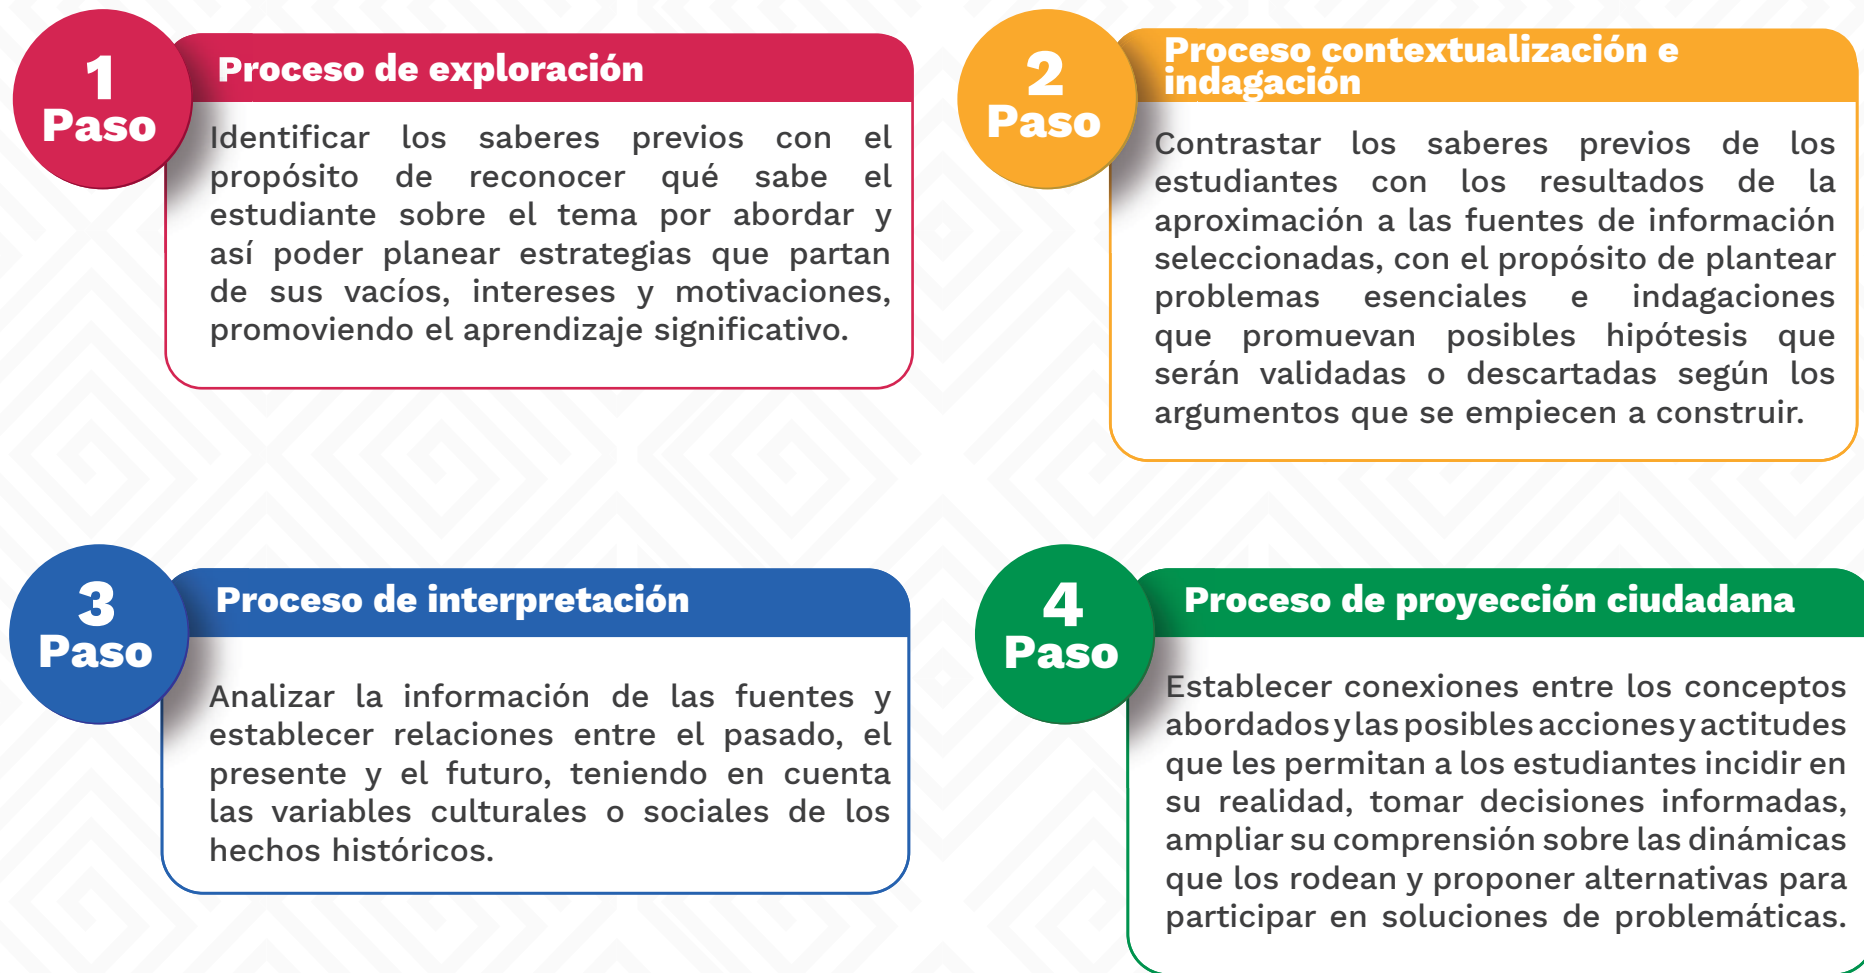 1
Paso
Proceso de exploración
Identificar los saberes previos con el
propósito de reconocer qué sabe el
estudiante sobre el tema por abordar y
así poder planear estrategias que partan
de sus vacíos, intereses y motivaciones,
promoviendo el aprendizaje significativo.
2
Paso
Proceso contextualización e
indagación
Contrastar los saberes previos de los
estudiantes con los resultados de la
aproximación a las fuentes de información
seleccionadas, con el propósito de plantear
problemas esenciales e indagaciones
que promuevan posibles hipótesis que
serán validadas o descartadas según los
argumentos que se empiecen a construir.
3
Paso
Proceso de interpretación
Analizar la información de las fuentes y
establecer relaciones entre el pasado, el
presente y el futuro, teniendo en cuenta
las variables culturales o sociales de los
hechos históricos.
4
Paso
Proceso de proyección ciudadana
Establecer conexiones entre los conceptos
abordados y las posibles acciones y actitudes
que les permitan a los estudiantes incidir en
su realidad, tomar decisiones informadas,
ampliar su comprensión sobre las dinámicas
que los rodean y proponer alternativas para
participar en soluciones de problemáticas.